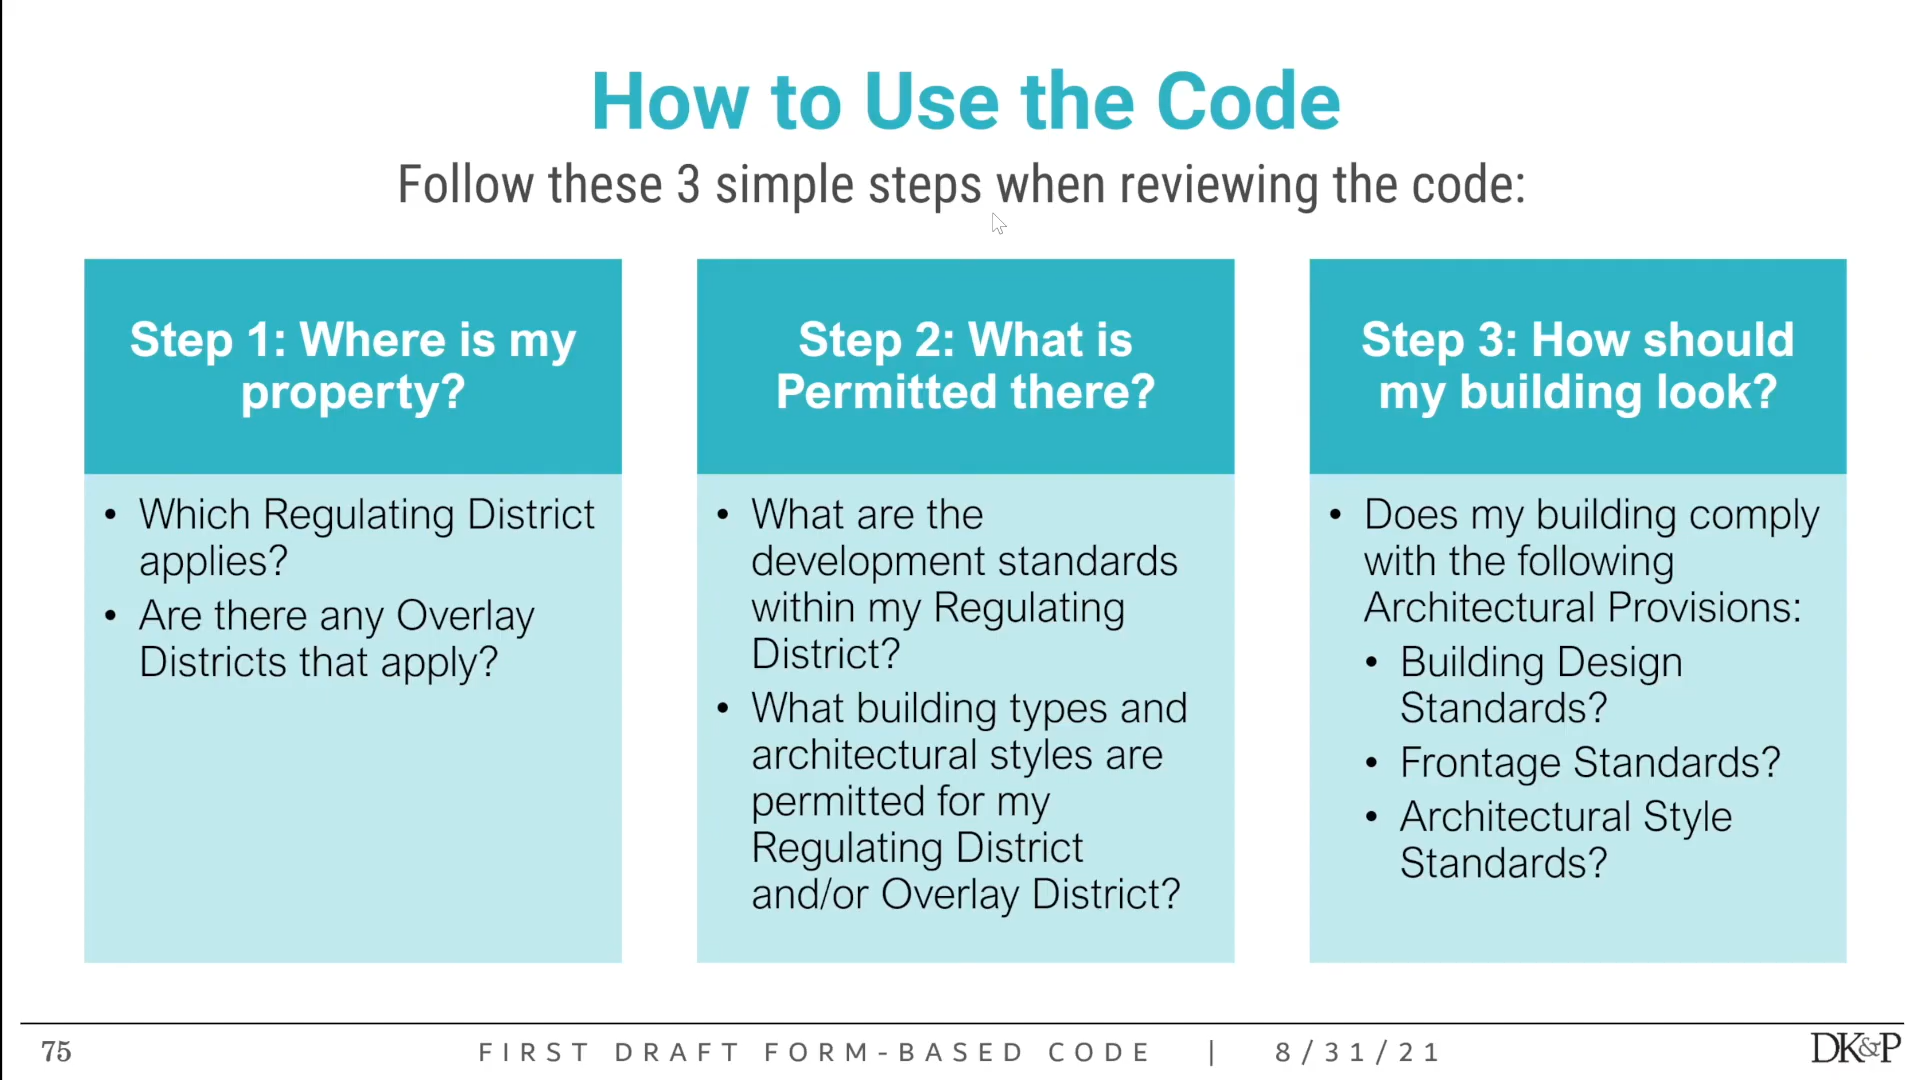 How to Use the Code
Follow these 3 simple steps when reviewing the code:
Step 1: Where is my
property?
• Which Regulating District
applies?
• Are there any Overlay
Districts that apply?
Step 2: What is
Permitted there?
• What are the
development standards
within my Regulating
District?
• What building types and
architectural styles are
permitted for my
Regulating District
and/or Overlay District?
Step 3: How should
my building look?
• Does my building comply
with the following
Architectural Provisions:
• Building Design
Standards?
• Frontage Standards?
• Architectural Style
Standards?
75
FIRST DRAFT FORM-BASED CODE | 8/31/21
DK&P